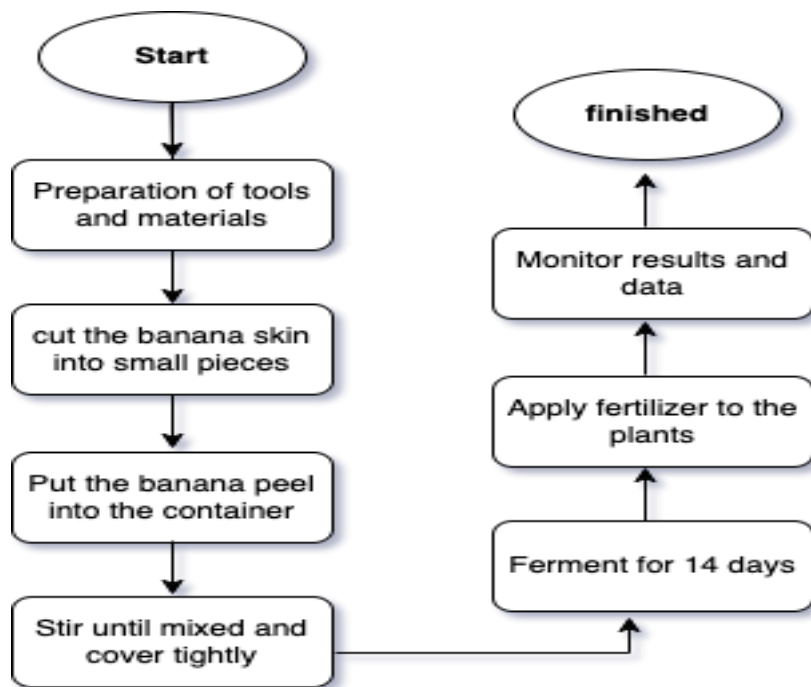 Start
Preparation of tools
and materials
cut the banana skin
into small pieces
Put the banana peel
into the container
Stir until mixed and
cover tightly
Ferment for 14 days
Apply fertilizer to the
plants
Monitor results and
data
finished